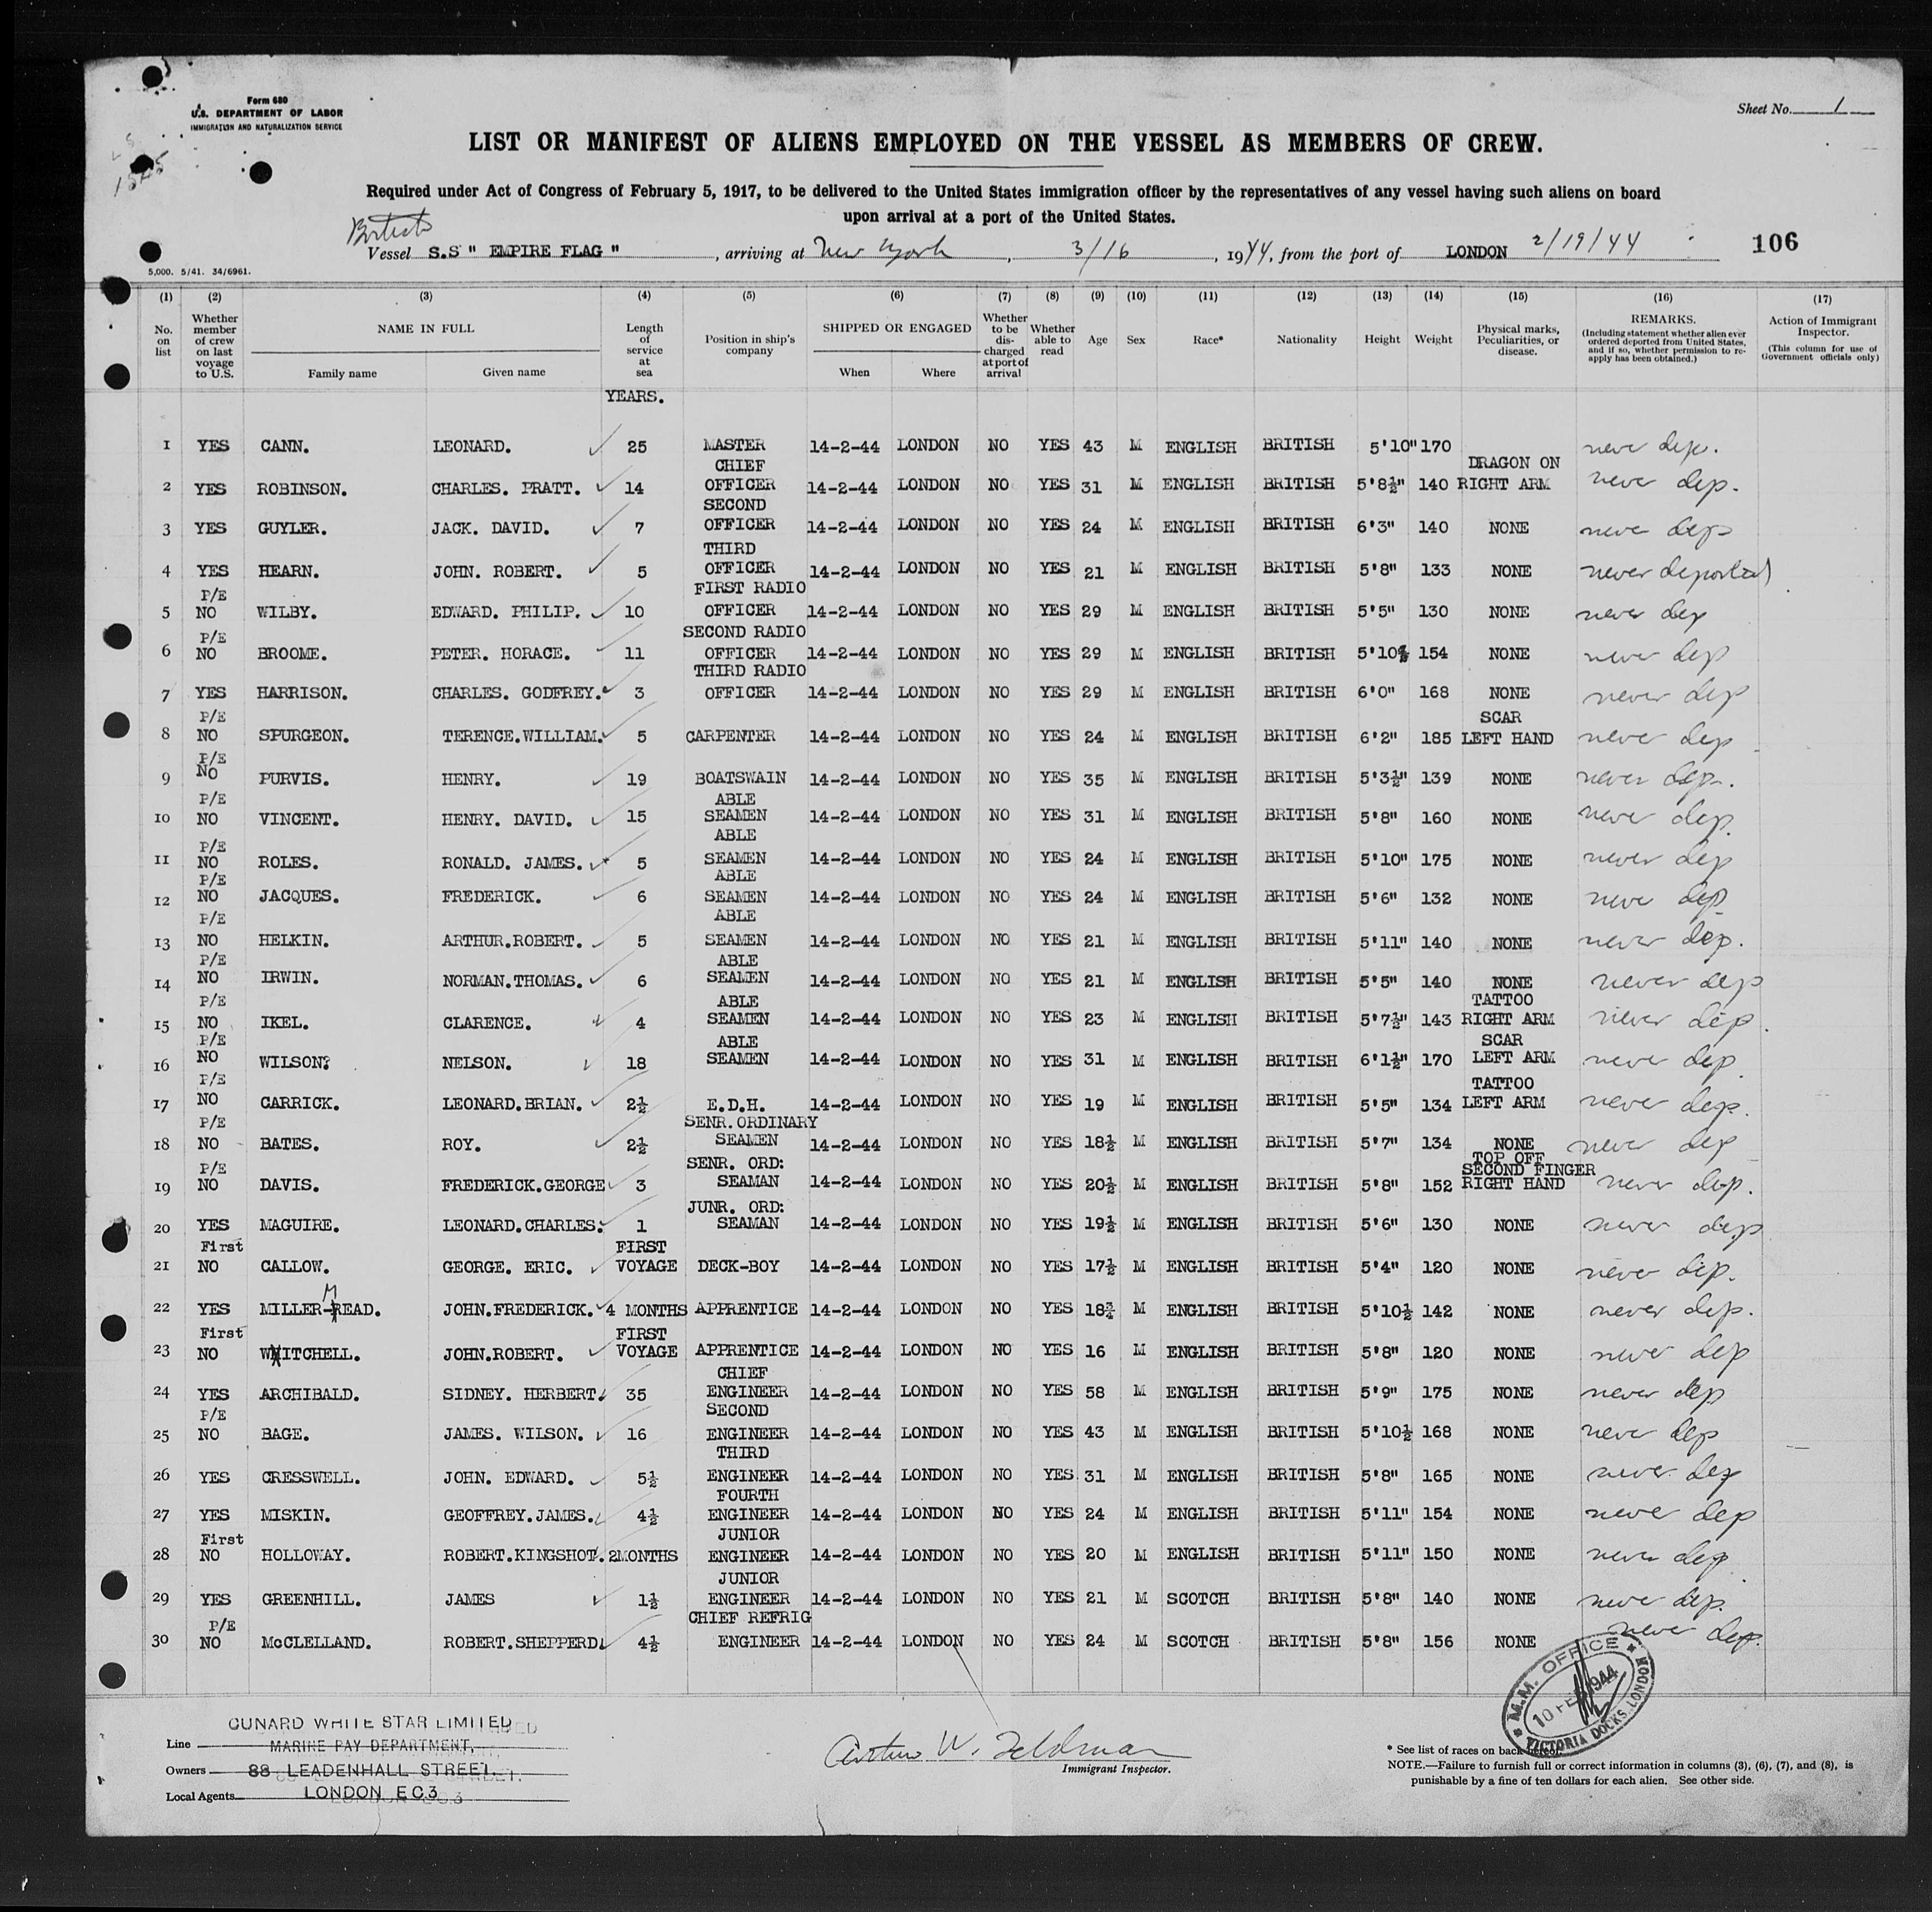 Form 680
U.S. DEPARTMENT OF LABOR
IMMIGRATION AND NATURALIZATION SERVICE
Sheet No. 1
LIST OR MANIFEST OF ALIENS EMPLOYED ON THE VESSEL AS MEMBERS OF CREW.
Required under Act of Congress of February 5, 1917, to be delivered to the United States immigration officer by the representatives of any vessel having such aliens on board
upon arrival at a port of the United States.
British
Vessel S.S " EMPIRE FLAG ", arriving at New York, 3/16, 1944, from the port of LONDON 2/19/44 106
5,000. 5/41. 34/6961.
(1) (2) (3) (4) (5) (6) (7) (8) (9) (10) (11) (12) (13) (14) (15) (16) (17)
No. on list Whether member of crew on last voyage to U.S. NAME IN FULL Family name Given name Length of service at sea Position in ship's company SHIPPED OR ENGAGED When Where Whether to be discharged at port of arrival Whether able to read Age Sex Race* Nationality Height Weight Physical marks, Peculiarities, or disease. REMARKS. (Including statement whether alien ever ordered deported from United States, and if so, whether permission to re-apply has been obtained.) Action of Immigrant Inspector. (This column for use of Government officials only)
YEARS.
1 YES CANN. LEONARD. 25 MASTER 14-2-44 LONDON NO YES 43 M ENGLISH BRITISH 5'10" 170 never dep.
2 YES ROBINSON. CHARLES. PRATT. 14 CHIEF OFFICER 14-2-44 LONDON NO YES 31 M ENGLISH BRITISH 5'8½" 140 DRAGON ON RIGHT ARM never dep.
3 YES GUYLER. JACK. DAVID. 7 SECOND OFFICER 14-2-44 LONDON NO YES 24 M ENGLISH BRITISH 6'3" 140 NONE never dep
4 YES HEARN. JOHN. ROBERT. 5 THIRD OFFICER 14-2-44 LONDON NO YES 21 M ENGLISH BRITISH 5'8" 133 NONE never deported
5 P/E NO WILBY. EDWARD. PHILIP. 10 FIRST RADIO OFFICER 14-2-44 LONDON NO YES 29 M ENGLISH BRITISH 5'5" 130 NONE never dep
6 P/E NO BROOME. PETER. HORACE. 11 SECOND RADIO OFFICER 14-2-44 LONDON NO YES 29 M ENGLISH BRITISH 5'10½ 154 NONE never dep
7 YES HARRISON. CHARLES. GODFREY. 3 THIRD RADIO OFFICER 14-2-44 LONDON NO YES 29 M ENGLISH BRITISH 6'0" 168 NONE never dep
8 P/E NO SPURGEON. TERENCE.WILLIAM. 5 CARPENTER 14-2-44 LONDON NO YES 24 M ENGLISH BRITISH 6'2" 185 SCAR LEFT HAND never dep
9 P/E NO PURVIS. HENRY. 19 BOATSWAIN 14-2-44 LONDON NO YES 35 M ENGLISH BRITISH 5'3½" 139 NONE never dep.
10 P/E NO VINCENT. HENRY. DAVID. 15 ABLE SEAMEN 14-2-44 LONDON NO YES 31 M ENGLISH BRITISH 5'8" 160 NONE never dep.
11 P/E NO ROLES. RONALD. JAMES. 5 ABLE SEAMEN 14-2-44 LONDON NO YES 24 M ENGLISH BRITISH 5'10" 175 NONE never dep
12 P/E NO JACQUES. FREDERICK. 6 ABLE SEAMEN 14-2-44 LONDON NO YES 24 M ENGLISH BRITISH 5'6" 132 NONE never dep
13 P/E NO HELKIN. ARTHUR.ROBERT. 5 ABLE SEAMEN 14-2-44 LONDON NO YES 21 M ENGLISH BRITISH 5'11" 140 NONE never dep.
14 P/E NO IRWIN. NORMAN.THOMAS. 6 ABLE SEAMEN 14-2-44 LONDON NO YES 21 M ENGLISH BRITISH 5'5" 140 NONE never dep
15 P/E NO IKEL. CLARENCE. 4 ABLE SEAMEN 14-2-44 LONDON NO YES 23 M ENGLISH BRITISH 5'7½" 143 TATTOO RIGHT ARM never dep.
16 P/E NO WILSON. NELSON. 18 ABLE SEAMEN 14-2-44 LONDON NO YES 31 M ENGLISH BRITISH 6'1½" 170 SCAR LEFT ARM never dep
17 P/E NO CARRICK. LEONARD.BRIAN. 2½ E.D.H. 14-2-44 LONDON NO YES 19 M ENGLISH BRITISH 5'5" 134 TATTOO LEFT ARM never dep.
18 P/E NO BATES. ROY. 2½ SENR.ORDINARY SEAMEN 14-2-44 LONDON NO YES 18½ M ENGLISH BRITISH 5'7" 134 NONE never dep
19 P/E NO DAVIS. FREDERICK.GEORGE 3 SENR. ORD: SEAMAN 14-2-44 LONDON NO YES 20½ M ENGLISH BRITISH 5'8" 152 TOP OFF SECOND FINGER RIGHT HAND never dep.
20 YES MAGUIRE. LEONARD.CHARLES. 1 JUNR. ORD: SEAMAN 14-2-44 LONDON NO YES 19½ M ENGLISH BRITISH 5'6" 130 NONE never dep
21 First NO CALLOW. GEORGE. ERIC. FIRST VOYAGE DECK-BOY 14-2-44 LONDON NO YES 17½ M ENGLISH BRITISH 5'4" 120 NONE never dep.
22 YES MILLER-MEAD. JOHN.FREDERICK. 4 MONTHS APPRENTICE 14-2-44 LONDON NO YES 18¾ M ENGLISH BRITISH 5'10½ 142 NONE never dep.
23 First NO WHITCHELL. JOHN.ROBERT. FIRST VOYAGE APPRENTICE 14-2-44 LONDON NO YES 16 M ENGLISH BRITISH 5'8" 120 NONE never dep
24 YES ARCHIBALD. SIDNEY. HERBERT. 35 CHIEF ENGINEER 14-2-44 LONDON NO YES 58 M ENGLISH BRITISH 5'9" 175 NONE never dep
25 P/E NO BAGE. JAMES. WILSON. 16 SECOND ENGINEER 14-2-44 LONDON NO YES 43 M ENGLISH BRITISH 5'10½ 168 NONE never dep
26 YES CRESSWELL. JOHN. EDWARD. 5½ THIRD ENGINEER 14-2-44 LONDON NO YES 31 M ENGLISH BRITISH 5'8" 165 NONE never dep
27 YES MISKIN. GEOFFREY.JAMES. 4½ FOURTH ENGINEER 14-2-44 LONDON NO YES 24 M ENGLISH BRITISH 5'11" 154 NONE never dep
28 First NO HOLLOWAY. ROBERT.KINGSHOT. 2MONTHS JUNIOR ENGINEER 14-2-44 LONDON NO YES 20 M ENGLISH BRITISH 5'11" 150 NONE never dep
29 YES GREENHILL. JAMES 1½ JUNIOR ENGINEER 14-2-44 LONDON NO YES 21 M SCOTCH BRITISH 5'8" 140 NONE never dep.
30 P/E NO McCLELLAND. ROBERT.SHEPPERD. 4½ CHIEF REFRIG ENGINEER 14-2-44 LONDON NO YES 24 M SCOTCH BRITISH 5'8" 156 NONE never dep.
M.M. OFFICE
10 FEB 1944
VICTORIA DOCKS, LONDON
CUNARD WHITE STAR LIMITED
Line MARINE PAY DEPARTMENT,
Owners 88 LEADENHALL STREET.
Local Agents LONDON EC3
Arthur W. Feldman
Immigrant Inspector.
* See list of races on back
NOTE.—Failure to furnish full or correct information in columns (3), (6), (7), and (8), is
punishable by a fine of ten dollars for each alien. See other side.